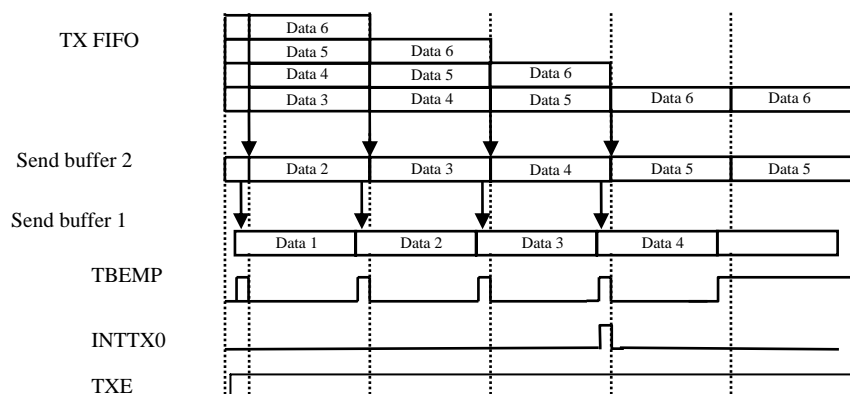 TX FIFO
Data 6
Data 5 Data 6
Data 4 Data 5 Data 6
Data 3 Data 4 Data 5 Data 6 Data 6
Send buffer 2
Data 2 Data 3 Data 4 Data 5 Data 5
Send buffer 1
Data 1 Data 2 Data 3 Data 4
TBEMP
INTTX0
TXE